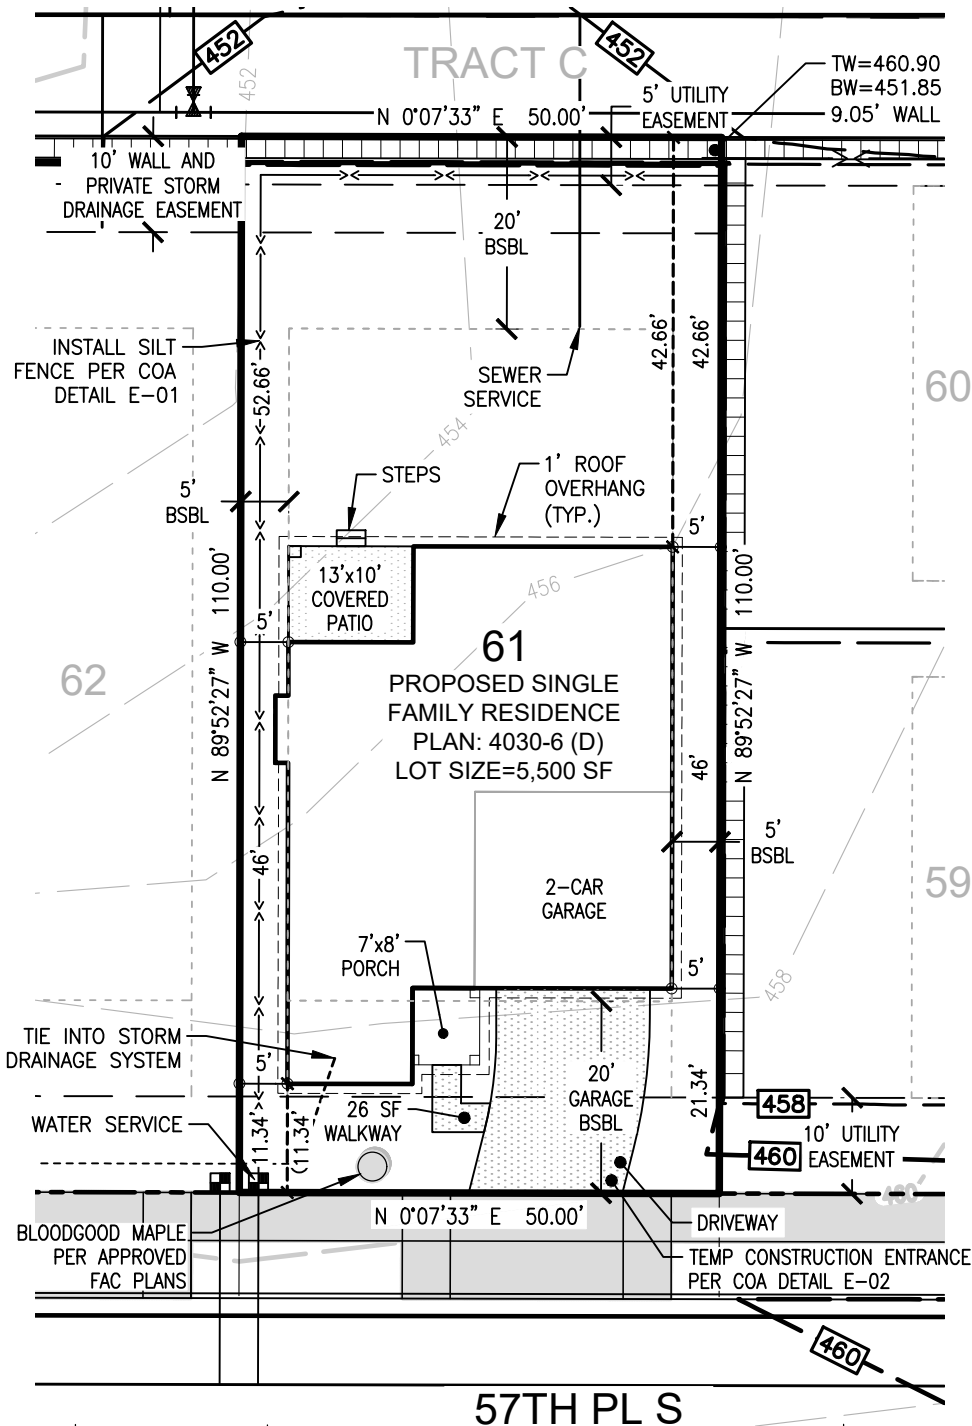 452
452
452
TRACT C
TW=460.90
BW=451.85
9.05' WALL
5' UTILITY
EASEMENT
N 0°07'33" E 50.00'
10' WALL AND
PRIVATE STORM
DRAINAGE EASEMENT
20'
BSBL
INSTALL SILT
FENCE PER COA
DETAIL E-01
52.66'
42.66'
42.66'
SEWER
SERVICE
60
454
STEPS
1' ROOF
OVERHANG
(TYP.)
5'
BSBL
5'
N 89°52'27" W 110.00'
N 89°52'27" W 110.00'
13'x10'
COVERED
PATIO
456
5'
61
62
PROPOSED SINGLE
FAMILY RESIDENCE
PLAN: 4030-6 (D)
LOT SIZE=5,500 SF
46'
46'
5'
BSBL
2-CAR
GARAGE
59
7'x8'
PORCH
5'
458
TIE INTO STORM
DRAINAGE SYSTEM
5'
20'
GARAGE
BSBL
21.34'
458
26 SF
WALKWAY
WATER SERVICE
11.34'
(11.34'
10' UTILITY
EASEMENT
460
460
N 0°07'33" E 50.00'
BLOODGOOD MAPLE
PER APPROVED
FAC PLANS
DRIVEWAY
TEMP CONSTRUCTION ENTRANCE
PER COA DETAIL E-02
460
57TH PL S